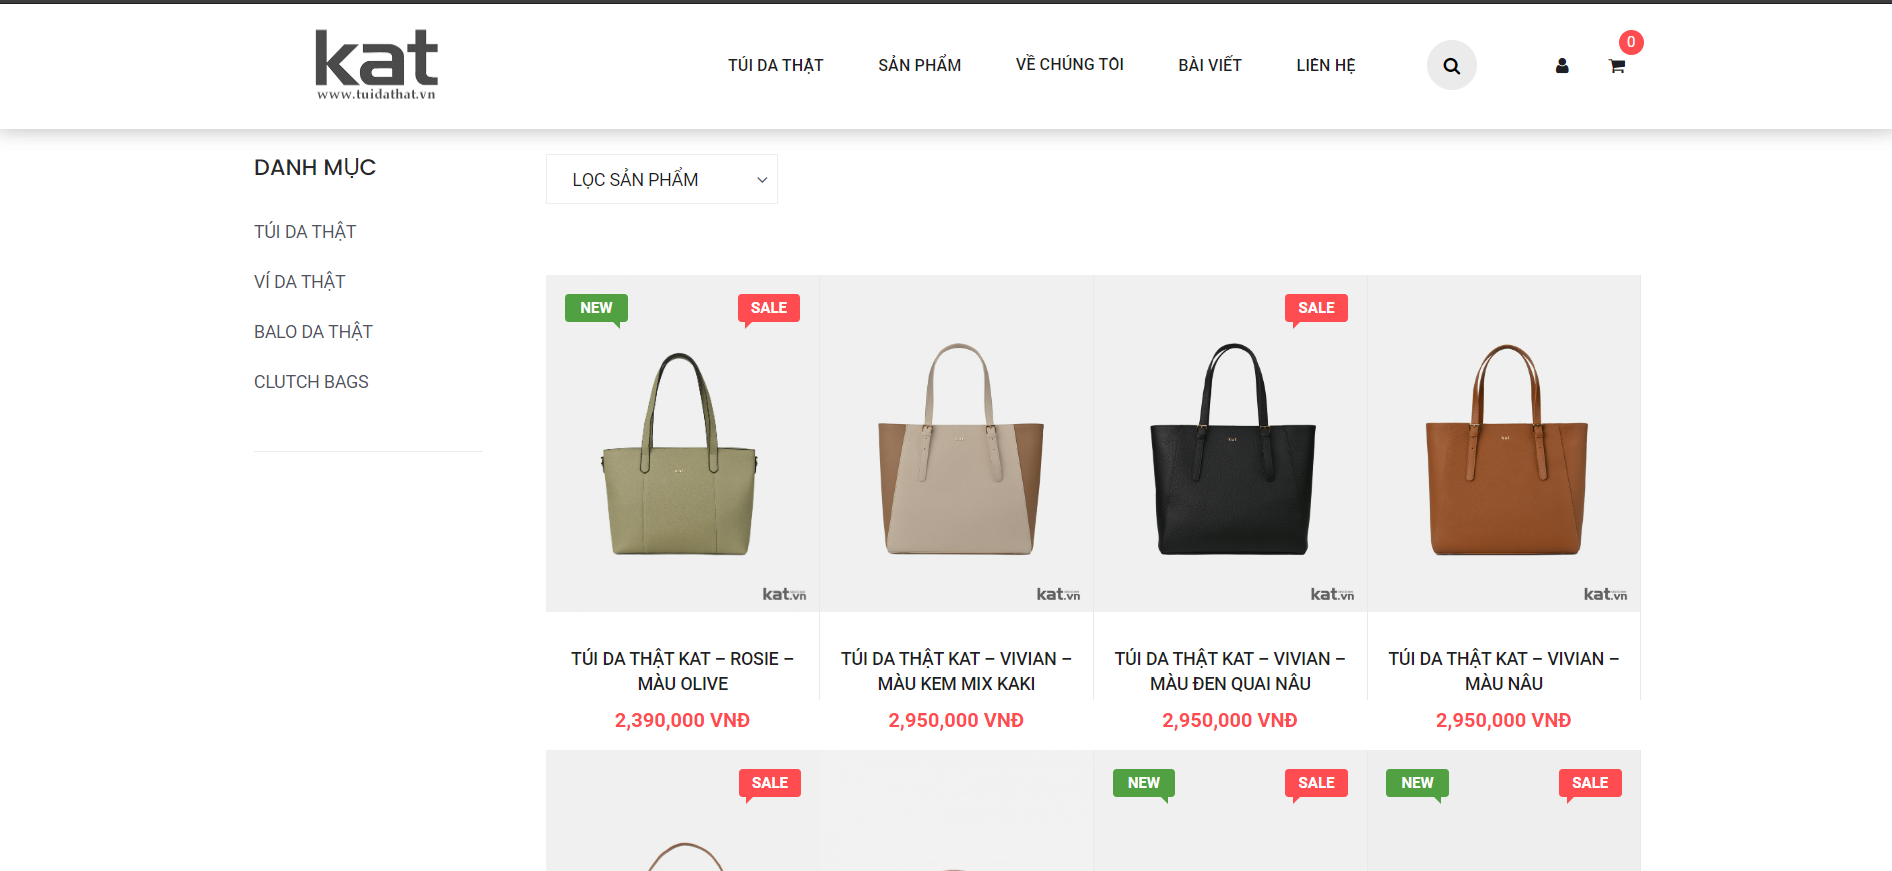 kat
www.tuidathat.vn
TÚI DA THẬT
SẢN PHẨM
VỀ CHÚNG TÔI
BÀI VIẾT
LIÊN HỆ
0
DANH MỤC
TÚI DA THẬT
VÍ DA THẬT
BALO DA THẬT
CLUTCH BAGS
LỌC SẢN PHẨM
NEW
SALE
kat
kat.vn
TÚI DA THẬT KAT – ROSIE –
MÀU OLIVE
2,390,000 VNĐ
kat
kat.vn
TÚI DA THẬT KAT – VIVIAN –
MÀU KEM MIX KAKI
2,950,000 VNĐ
SALE
kat
kat.vn
TÚI DA THẬT KAT – VIVIAN –
MÀU ĐEN QUAI NÂU
2,950,000 VNĐ
kat
kat.vn
TÚI DA THẬT KAT – VIVIAN –
MÀU NÂU
2,950,000 VNĐ
SALE
NEW
SALE
NEW
SALE